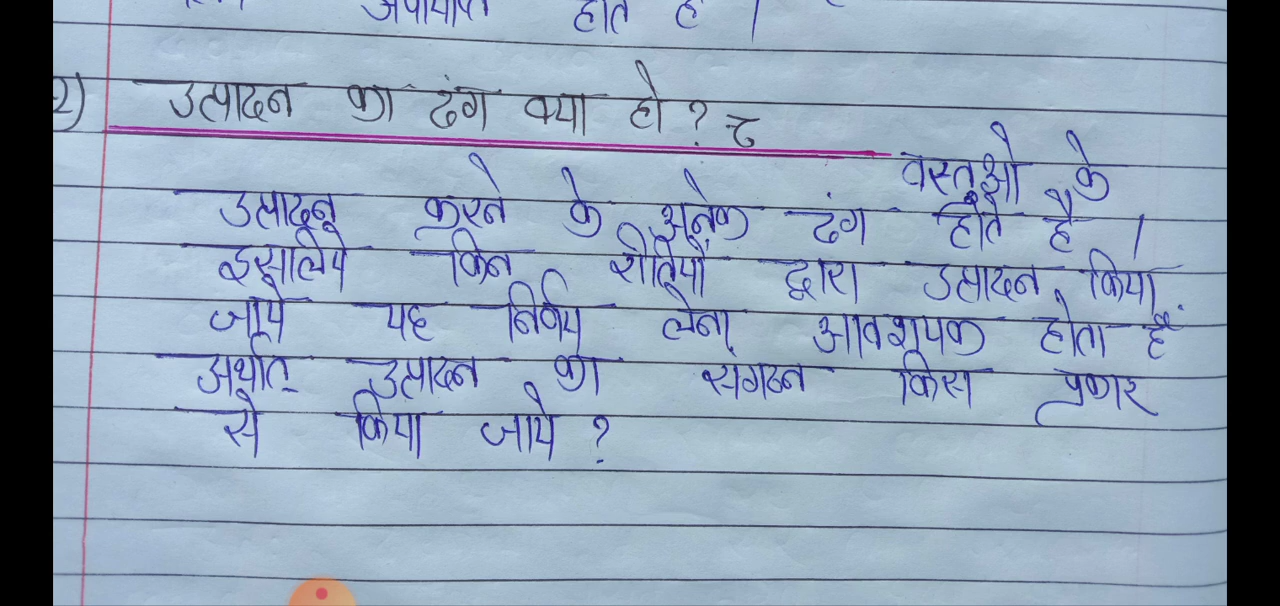 होते है ।
2) उत्पादन का ढंग क्या हो ? :-
वस्तुओ के
उत्पादन करने के अनेक ढंग होते है ।
इसलिये किन रीतियों द्वारा उत्पादन किया
जाये यह निर्णय लेना आवश्यक होता है
अर्थात् उत्पादन का संगठन किस प्रकार
से किया जाये ?